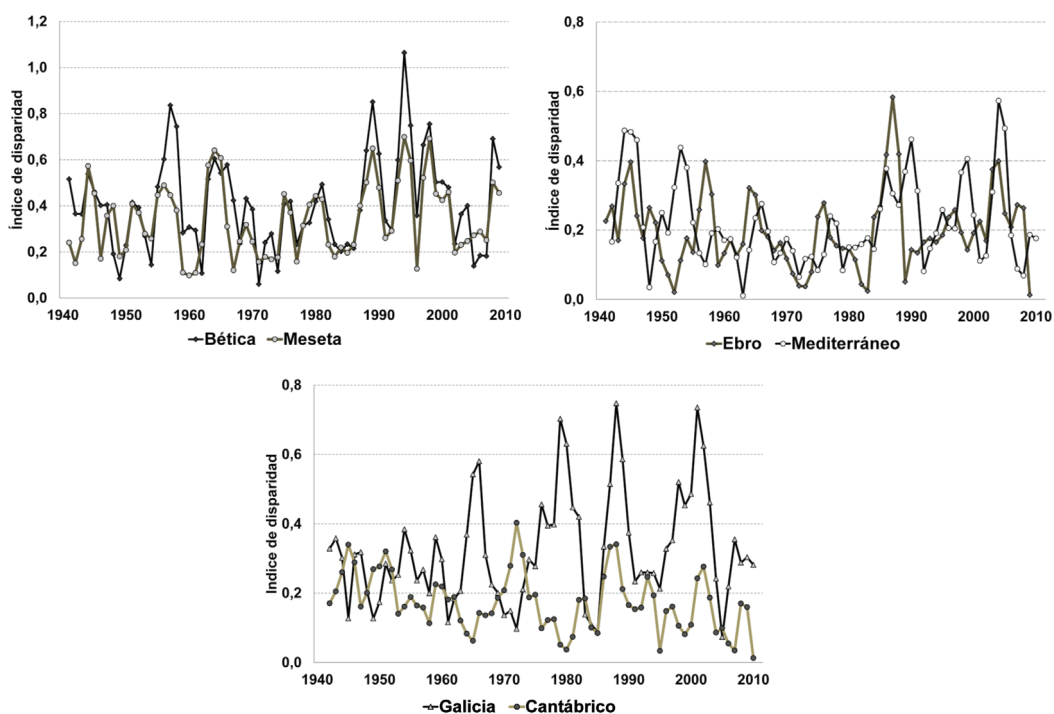 1,2
1,0
0,8
0,6
0,4
0,2
0,0
Índice de disparidad
1940 1950 1960 1970 1980 1990 2000 2010
Bética Meseta
0,8
0,6
0,4
0,2
0,0
Índice de disparidad
1940 1950 1960 1970 1980 1990 2000 2010
Ebro Mediterráneo
0,8
0,6
0,4
0,2
0,0
Indice de disparidad
1940 1950 1960 1970 1980 1990 2000 2010
Galicia Cantábrico